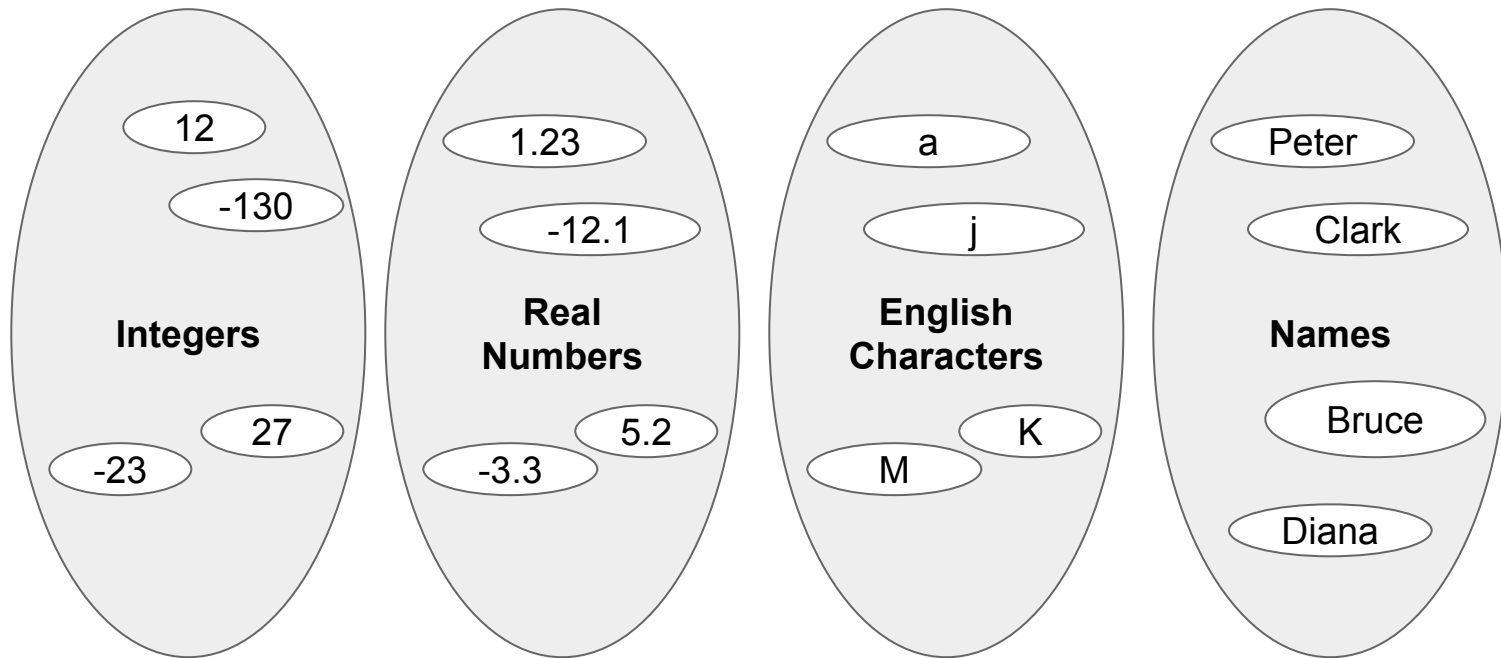 12
-130
Integers
27
-23
1.23
-12.1
Real
Numbers
5.2
-3.3
a
j
English
Characters
K
M
Peter
Clark
Names
Bruce
Diana